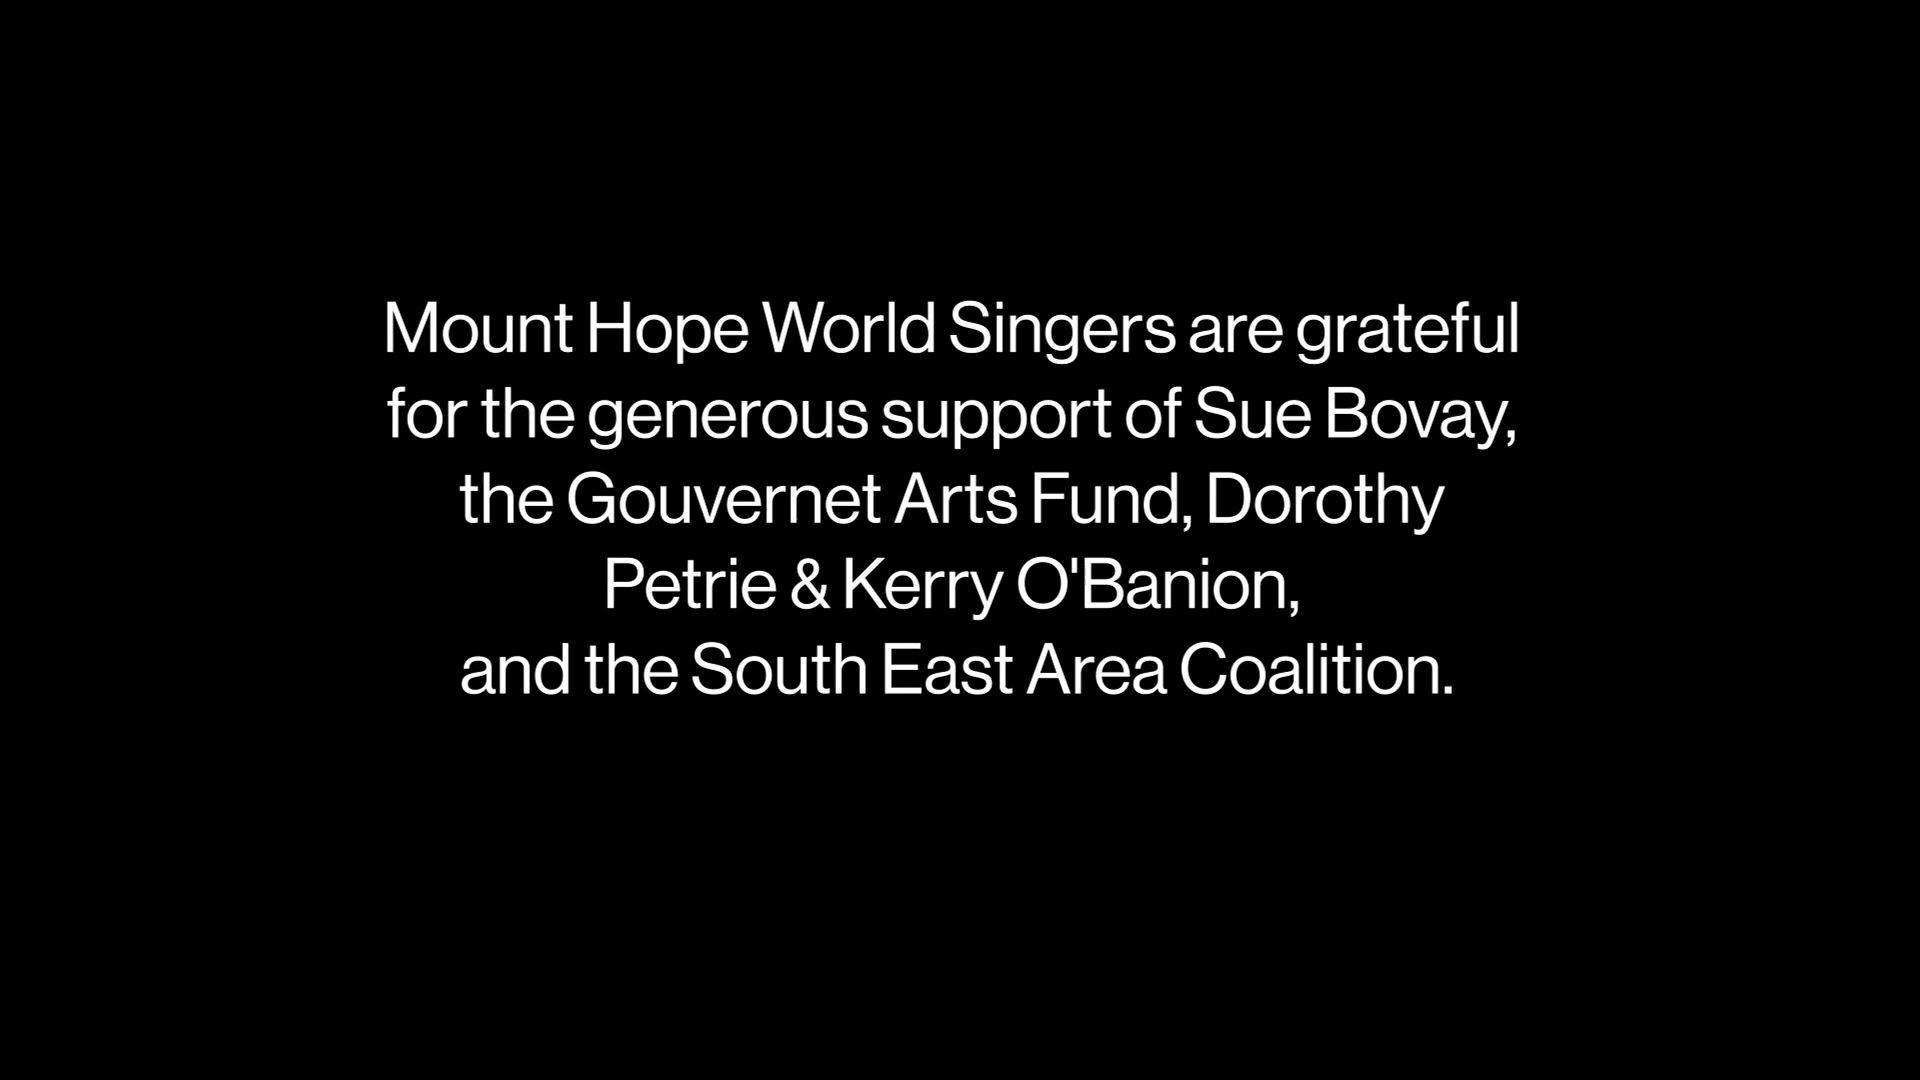 Mount Hope World Singers are grateful
for the generous support of Sue Bovay,
the Gouvernet Arts Fund, Dorothy
Petrie & Kerry O'Banion,
and the South East Area Coalition.